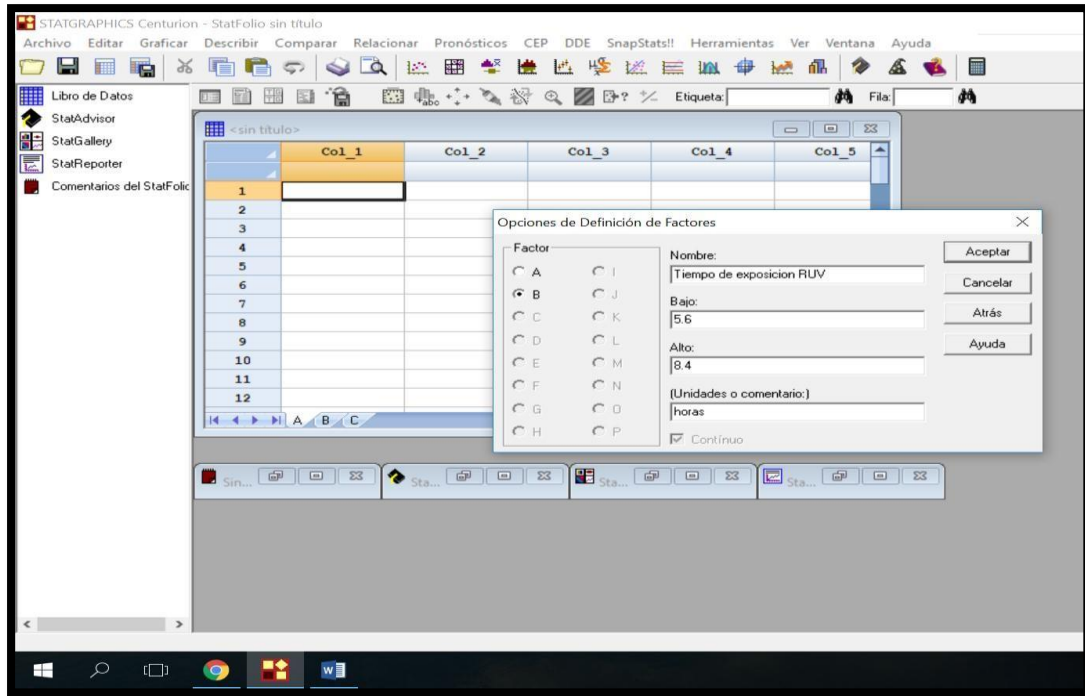 STATGRAPHICS Centurion - StatFolio sin título
Archivo Editar Graficar Describir Comparar Relacionar Pronósticos CEP DDE SnapStats!! Herramientas Ver Ventana Ayuda
Etiqueta: Fila:
Libro de Datos
StatAdvisor
StatGallery
StatReporter
Comentarios del StatFolio
<sin título>
Col_1 Col_2 Col_3 Col_4 Col_5
1
2
3
4
5
6
7
8
9
10
11
12
A B C
Opciones de Definición de Factores
Factor
A I
B J
C K
D L
E M
F N
G O
H P
Nombre:
Tiempo de exposicion RUV
Bajo:
5.6
Alto:
8.4
(Unidades o comentario:)
horas
Contínuo
Aceptar
Cancelar
Atrás
Ayuda
Sin... Sta... Sta... Sta...